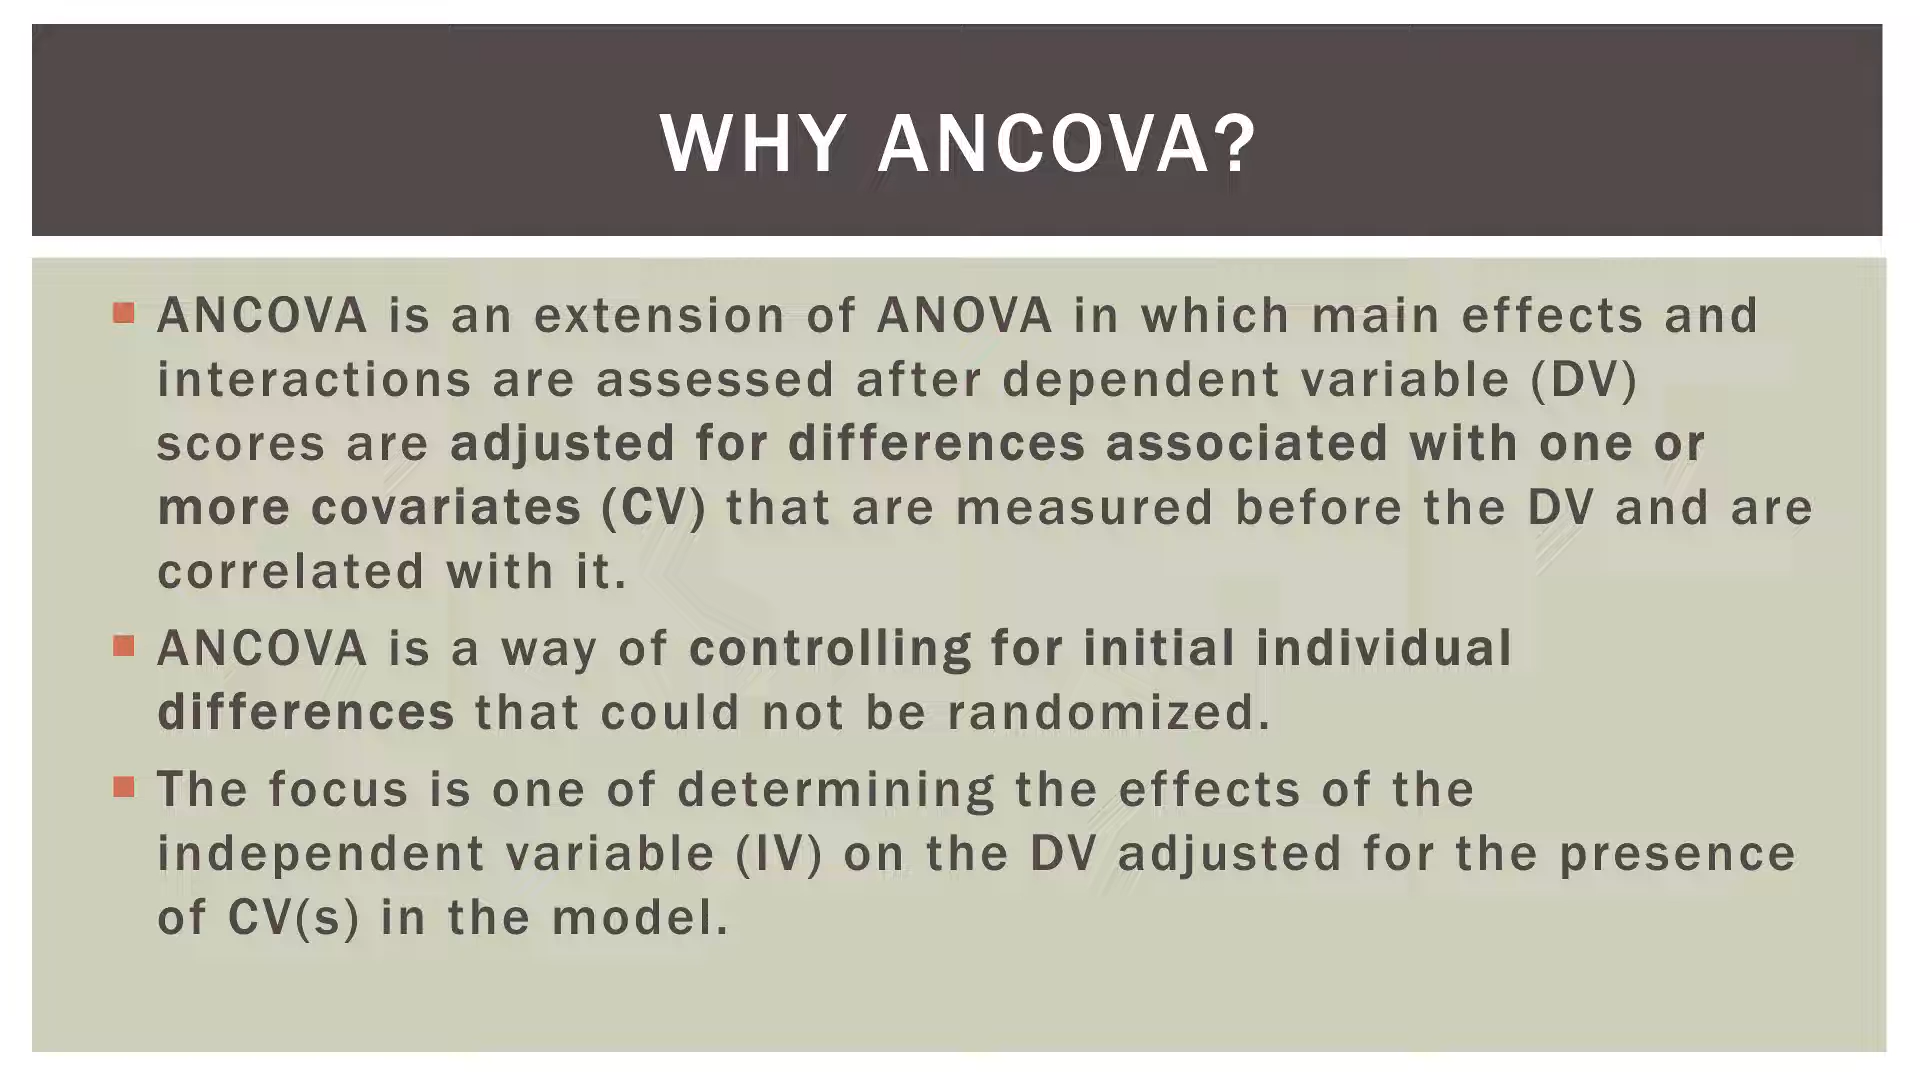 WHY ANCOVA?
ANCOVA is an extension of ANOVA in which main effects and
interactions are assessed after dependent variable (DV)
scores are adjusted for differences associated with one or
more covariates (CV) that are measured before the DV and are
correlated with it.
ANCOVA is a way of controlling for initial individual
differences that could not be randomized.
The focus is one of determining the effects of the
independent variable (IV) on the DV adjusted for the presence
of CV(s) in the model.